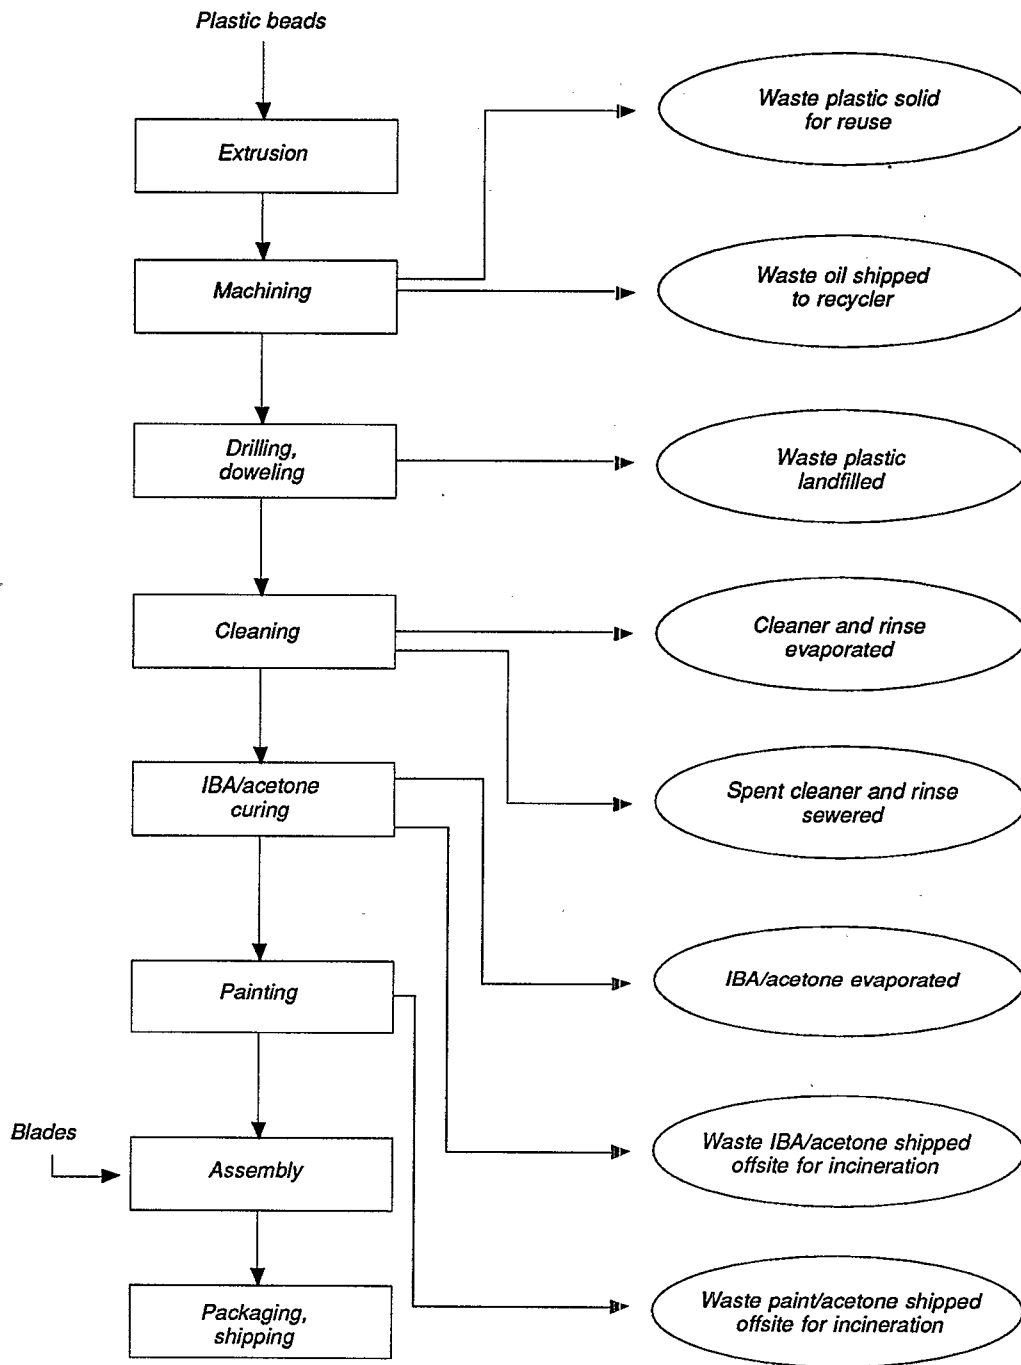 Plastic beads
Extrusion
Waste plastic solid
for reuse
Machining
Waste oil shipped
to recycler
Drilling,
doweling
Waste plastic
landfilled
Cleaning
Cleaner and rinse
evaporated
IBA/acetone
curing
Spent cleaner and rinse
sewered
Painting
IBA/acetone evaporated
Blades
Assembly
Waste IBA/acetone shipped
offsite for incineration
Packaging,
shipping
Waste paint/acetone shipped
offsite for incineration